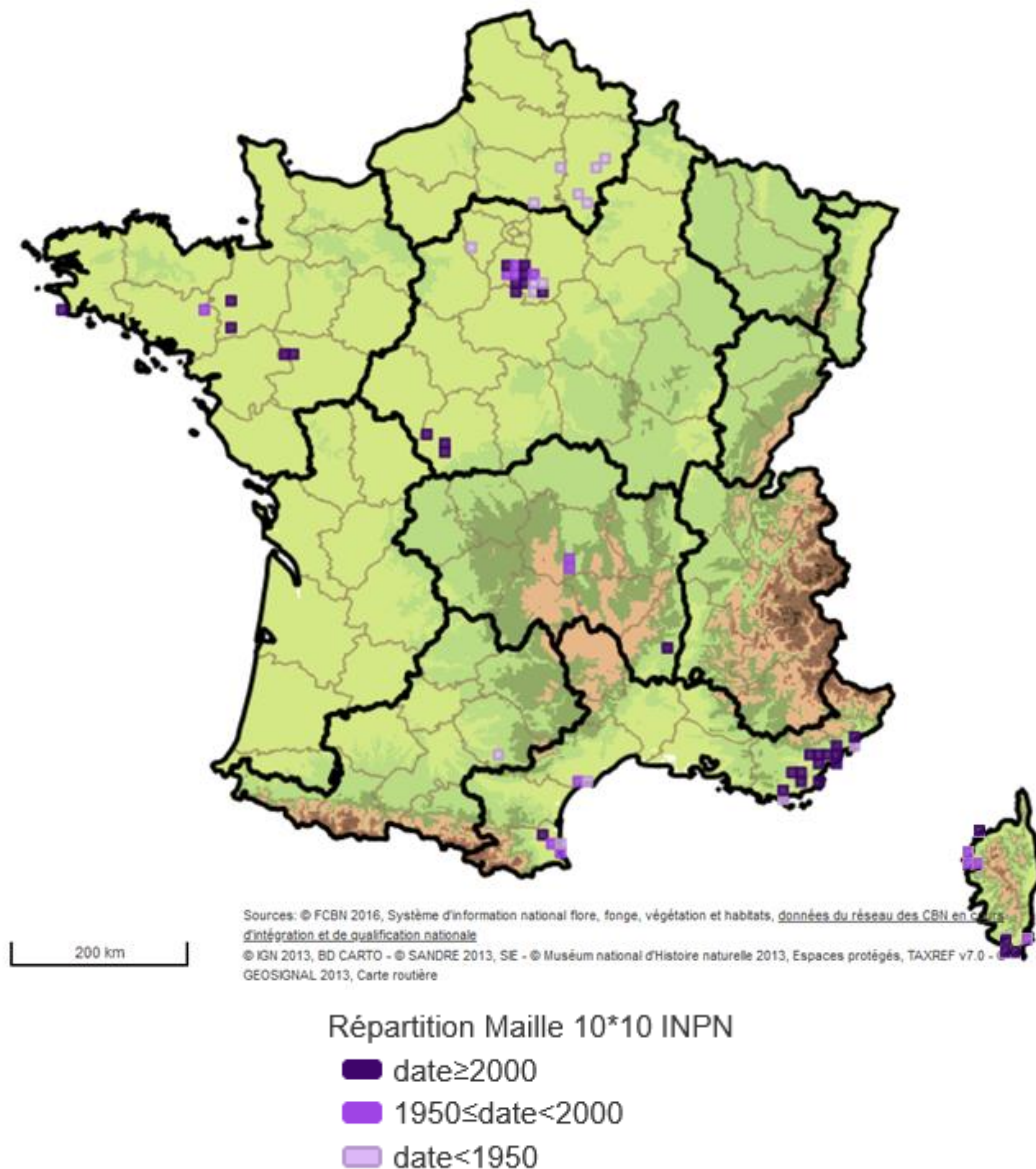 Sources: © FCBN 2016, Système d'information national flore, fonge, végétation et habitats, données du réseau des CBN en cours
d'intégration et de qualification nationale
200 km
© IGN 2013, BD CARTO - © SANDRE 2013, SIE - © Muséum national d'Histoire naturelle 2013, Espaces protégés, TAXREF v7.0 - ©
GEOSIGNAL 2013, Carte routière
Répartition Maille 10*10 INPN
date≥2000
1950≤date<2000
date<1950